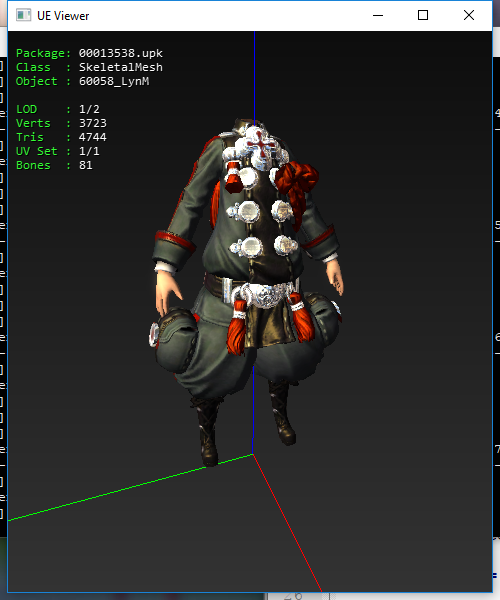 UE Viewer
Package: 00013538.upk
Class : SkeletalMesh
Object : 60058_LynM
LOD : 1/2
Verts : 3723
Tris : 4744
UV Set : 1/1
Bones : 81